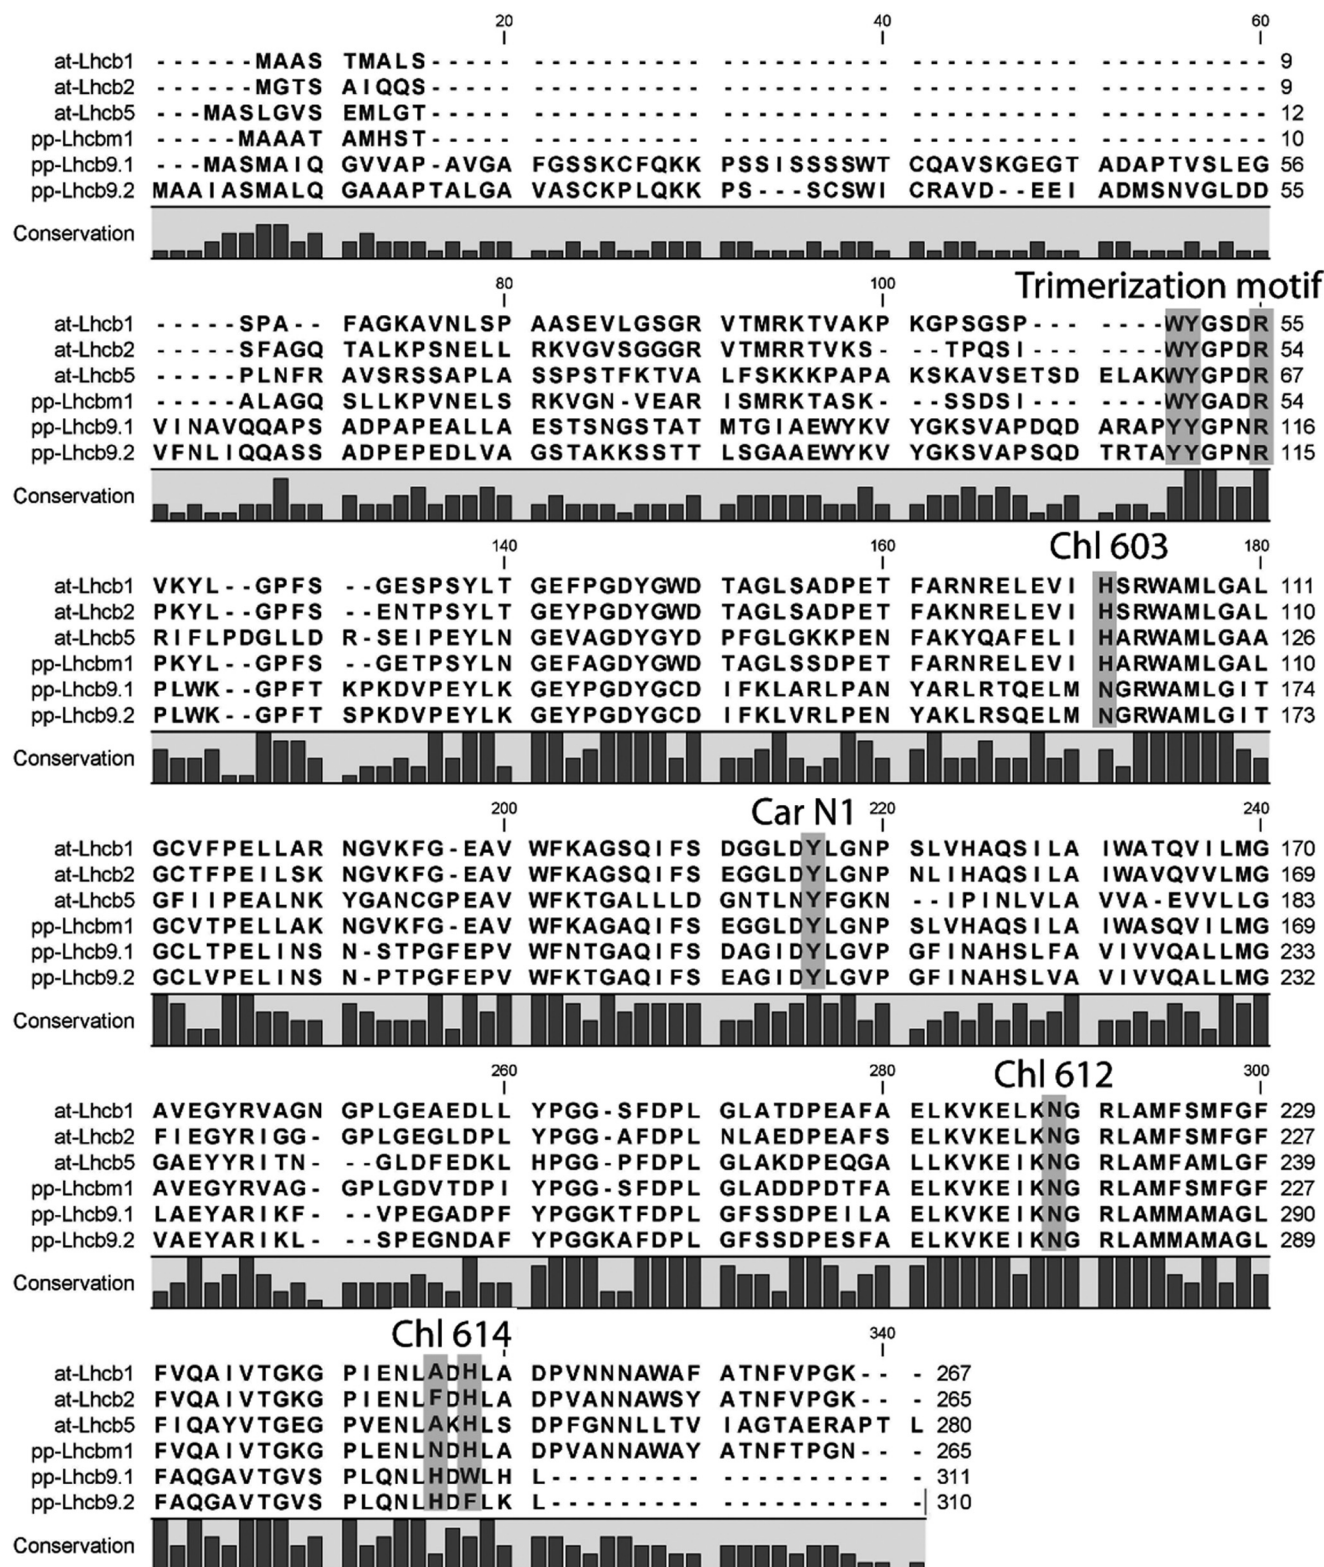 20 40 60
at-Lhcb1 - - - - - - MAAS TMALS - - - - - - - - - - - - - - - - - - - - - - - - - - - - - - - - - - - - - - - - - - - - - 9
at-Lhcb2 - - - - - - MGTS AIQQS - - - - - - - - - - - - - - - - - - - - - - - - - - - - - - - - - - - - - - - - - - - - - 9
at-Lhcb5 - - - MASLGVS EMLGT - - - - - - - - - - - - - - - - - - - - - - - - - - - - - - - - - - - - - - - - - - - - - 12
pp-Lhcbm1 - - - - - MAAAT AMHST - - - - - - - - - - - - - - - - - - - - - - - - - - - - - - - - - - - - - - - - - - - - - 10
pp-Lhcb9.1 - - - MASMAIQ GVVAP-AVGA FGSSKCFQKK PSSISSSSWT CQAVSKGEGT ADAPTVSLEG 56
pp-Lhcb9.2 MAAIASMALQ GAAAPTALGA VASCKPLQKK PS---SCSWI CRAVD--EEI ADMSNVGLDD 55
Conservation
80 100 Trimerization motif
at-Lhcb1 -----SPA-- FAGKAVNLSP AASEVLGSGR VTMRKTVAKP KGPSGSP--- ----WYGSDR 55
at-Lhcb2 -----SFAGQ TALKPSNELL RKVGVSGGGR VTMRRTVKS- --TPQSI--- ----WYGPDR 54
at-Lhcb5 -----PLNFR AVSRSSAPLA SSPSTFKTVA LFSKKKPAPA KSKAVSETSD ELAKWYGPDR 67
pp-Lhcbm1 -----ALAGQ SLLKPVNELS RKVGN-VEAR ISMRKTASK- --SSDSI--- ----WYGADR 54
pp-Lhcb9.1 VINAVQQAPS ADPAPEALLA ESTSNGSTAT MTGIAEWYKV YGKSVAPDQD ARAPYYGPNR 116
pp-Lhcb9.2 VFNLIQQASS ADPEPEDLVA GSTAKKSSTT LSGAAEWYKV YGKSVAPSQD TRTAYYGPNR 115
Conservation
140 160 Chl 603 180
at-Lhcb1 VKYL--GPFS --GESPSYLT GEFPGDYGWD TAGLSADPET FARNRELEVI HSRWAMLGAL 111
at-Lhcb2 PKYL--GPFS --ENTPSYLT GEYPGDYGWD TAGLSADPET FAKNRELEVI HSRWAMLGAL 110
at-Lhcb5 RIFLPDGLLD R-SEIPEYLN GEVAGDYGYD PFGLGKKPEN FAKYQAFELI HARWAMLGAA 126
pp-Lhcbm1 PKYL--GPFS --GETPSYLN GEFAGDYGWD TAGLSSDPET FARNRELEVI HARWAMLGAL 110
pp-Lhcb9.1 PLWK--GPFT KPKDVPEYLK GEYPGDYGCD IFKLARLPAN YARLRTQELM NGRWAMLGIT 174
pp-Lhcb9.2 PLWK--GPFT SPKDVPEYLK GEYPGDYGCD IFKLVRLPEN YAKLRSQELM NGRWAMLGIT 173
Conservation
200 Car N1 220 240
at-Lhcb1 GCVFPELLAR NGVKFG-EAV WFKAGSQIFS DGGLDYLGNP SLVHAQSILA IWATQVILMG 170
at-Lhcb2 GCTFPEILSK NGVKFG-EAV WFKAGSQIFS EGGLDYLGNP NLIHAQSILA IWAVQVVLMG 169
at-Lhcb5 GFIIPEALNK YGANCGPEAV WFKTGALLLD GNTLNYFGKN --IPINLVLA VVA-EVVLLG 183
pp-Lhcbm1 GCVTPELLAK NGVKFG-EAV WFKAGAQIFS EGGLDYLGNP SLVHAQSILA IWASQVILMG 169
pp-Lhcb9.1 GCLTPELINS N-STPGFEPV WFNTGAQIFS DAGIDYLGVP GFINAHSLFA VIVVQALLMG 233
pp-Lhcb9.2 GCLVPELINS N-PTPGFEPV WFKTGAQIFS EAGIDYLGVP GFINAHSLVA VIVVQALLMG 232
Conservation
260 280 Chl 612 300
at-Lhcb1 AVEGYRVAGN GPLGEAEDLL YPGG-SFDPL GLATDPEAFA ELKVKELKNG RLAMFSMFGF 229
at-Lhcb2 FIEGYRIGG- GPLGEGLDPL YPGG-AFDPL NLAEDPEAFS ELKVKELKNG RLAMFSMFGF 227
at-Lhcb5 GAEYYRITN- --GLDFEDKL HPGG-PFDPL GLAKDPEQGA LLKVKEIKNG RLAMFAMLGF 239
pp-Lhcbm1 AVEGYRVAG- GPLGDVTDPI YPGG-SFDPL GLADDPDTFA ELKVKEIKNG RLAMFSMFGF 227
pp-Lhcb9.1 LAEYARIKF- --VPEGADPF YPGGKTFDPL GFSSDPEILA ELKVKEIKNG RLAMMAMAGL 290
pp-Lhcb9.2 VAEYARIKL- --SPEGNDAF YPGGKAFDPL GFSSDPESFA ELKVKEIKNG RLAMMAMAGL 289
Conservation
Chl 614 340
at-Lhcb1 FVQAIVTGKG PIENLADHLA DPVNNNAWAF ATNFVPGK-- - 267
at-Lhcb2 FVQAIVTGKG PIENLFDHLA DPVANNAWSY ATNFVPGK-- - 265
at-Lhcb5 FIQAYVTGEG PVENLAKHLS DPFGNNLLTV IAGTAERAPT L 280
pp-Lhcbm1 FVQAIVTGKG PLENLNDHLA DPVANNAWAY ATNFTPGN-- - 265
pp-Lhcb9.1 FAQGAVTGVS PLQNLHDWLH L--------- ---------- - 311
pp-Lhcb9.2 FAQGAVTGVS PLQNLHDFLK L--------- ---------- - 310
Conservation